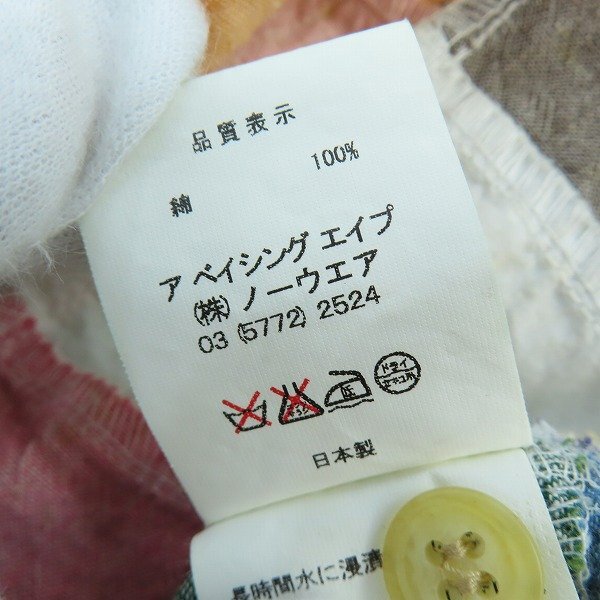 品質表示
綿 100%
ア ベイシング エイプ
(株) ノーウエア
03 (5772) 2524
ドライ
日本製
長時間水に浸漬